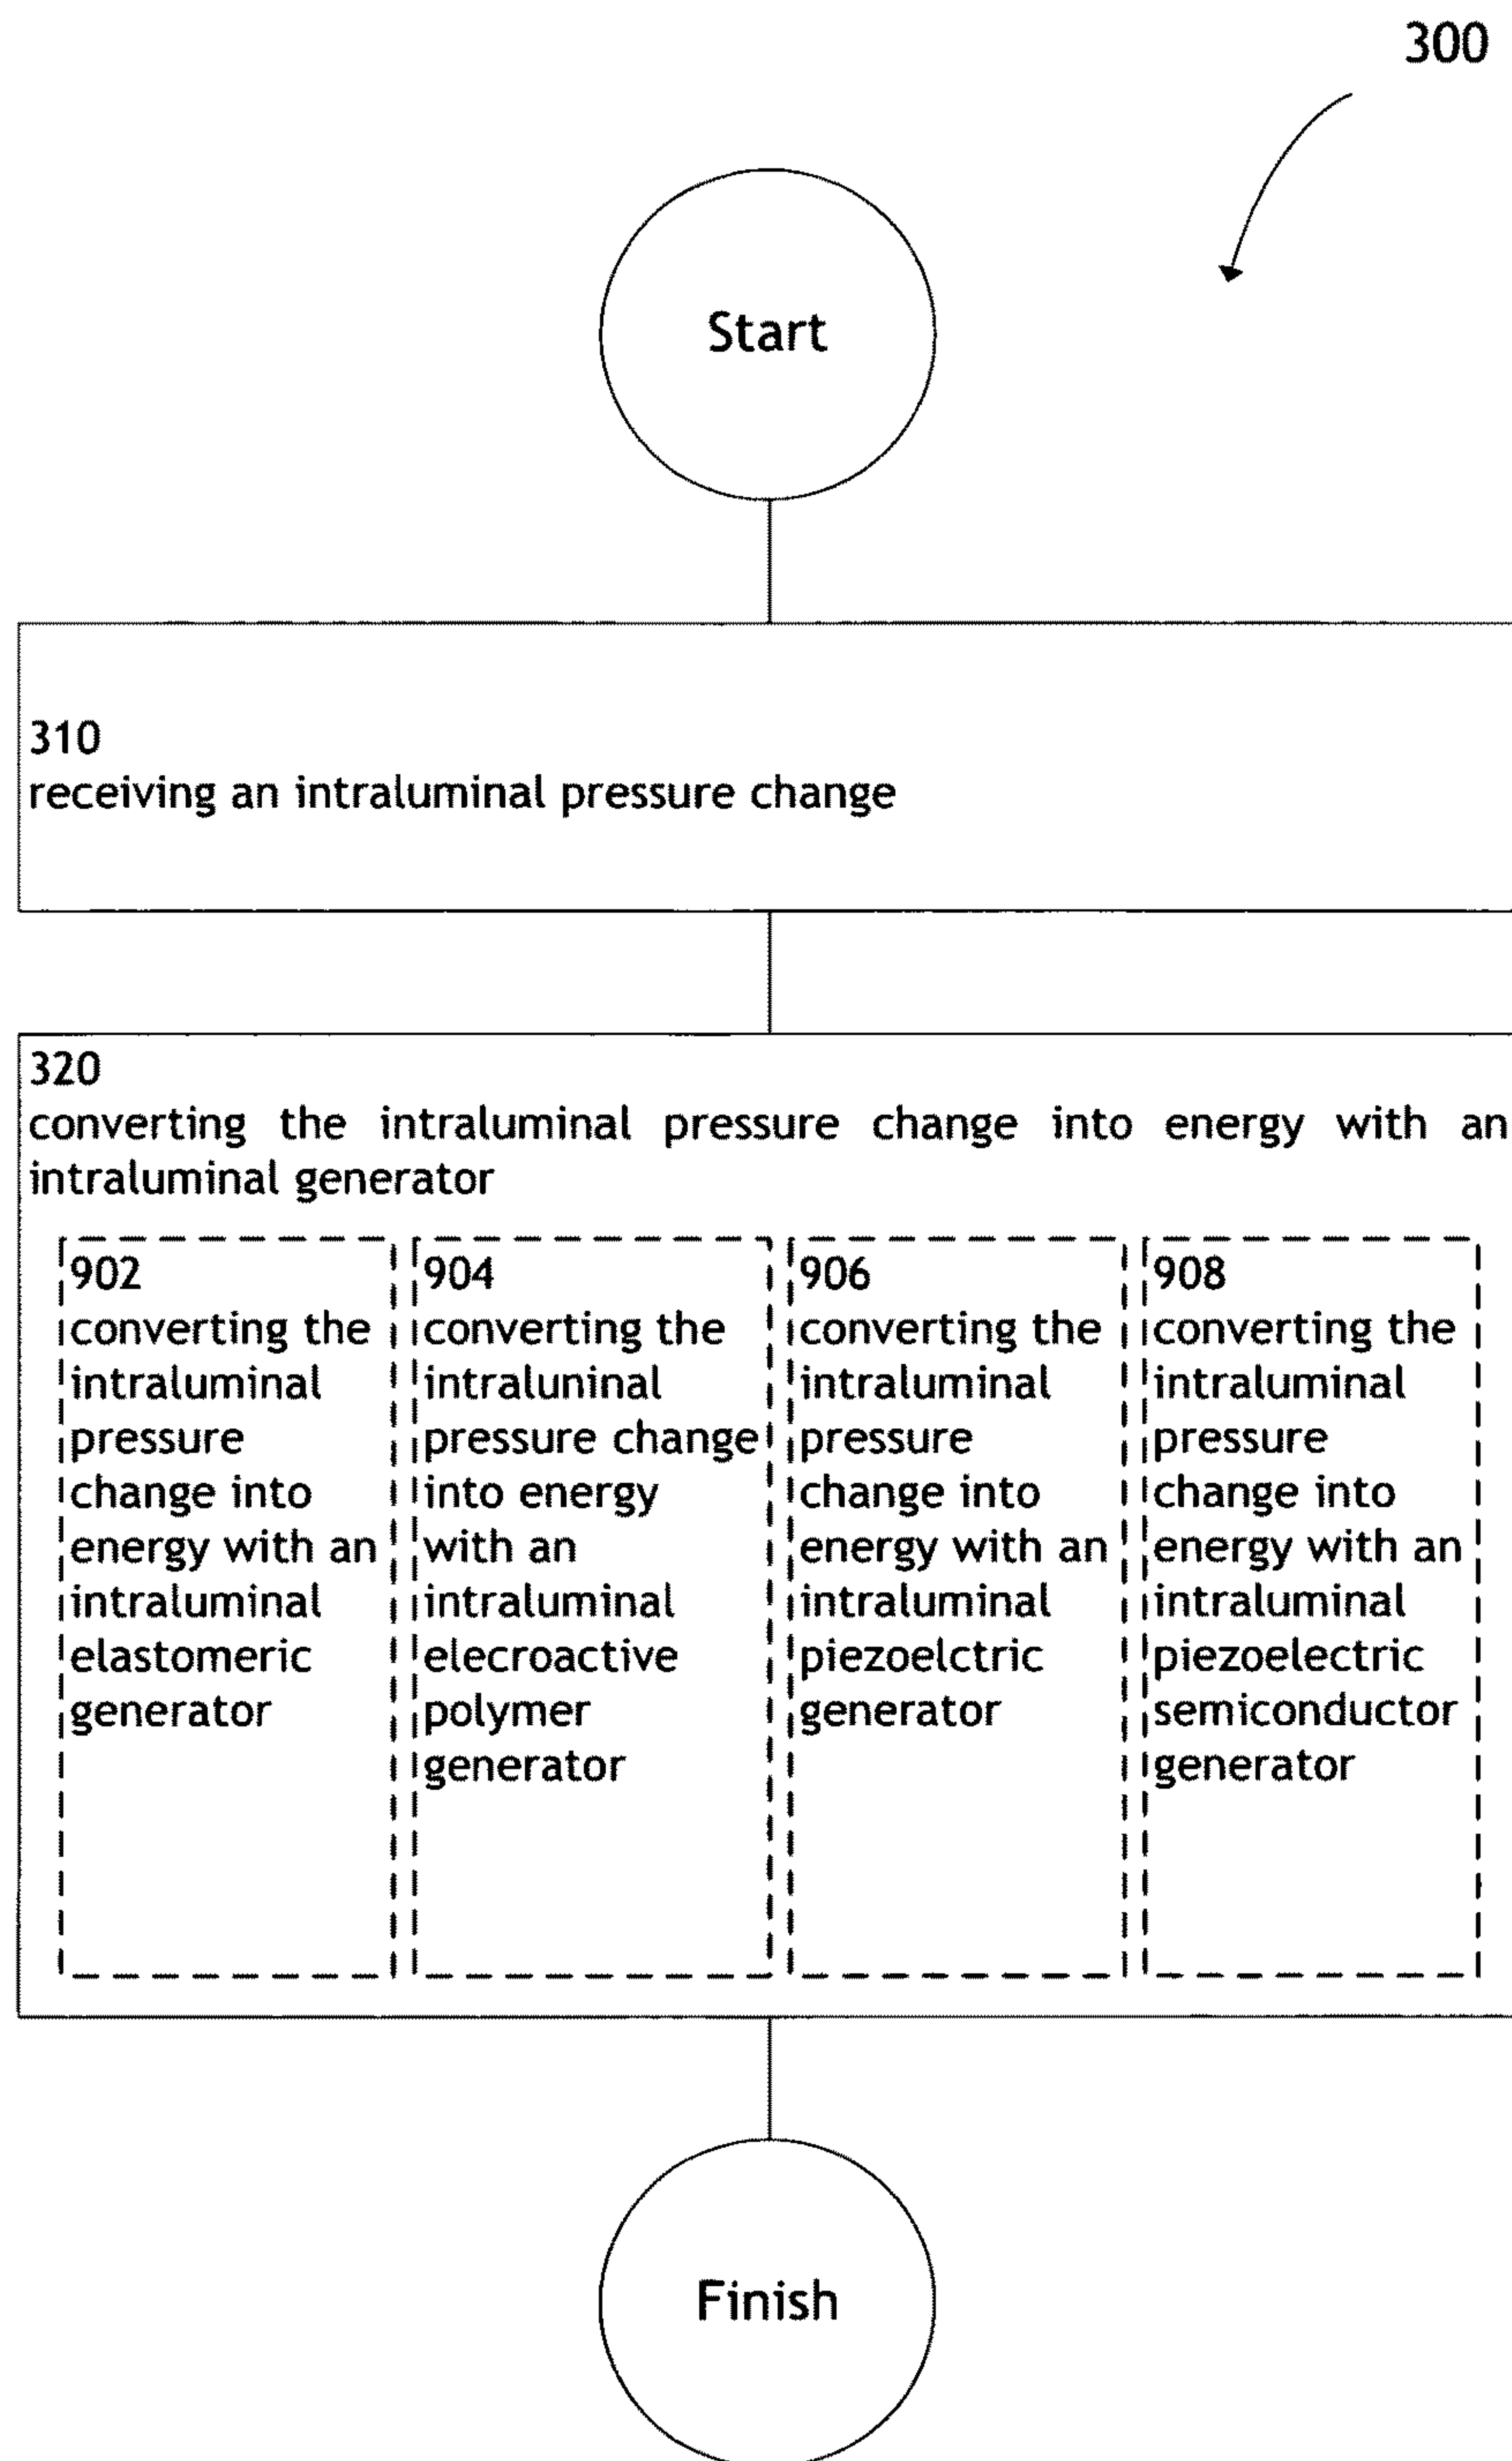 300
Start
310
receiving an intraluminal pressure change
320
converting the intraluminal pressure change into energy with an
intraluminal generator
902
converting the
intraluminal
pressure
change into
energy with an
intraluminal
elastomeric
generator
904
converting the
intraluninal
pressure change
into energy
with an
intraluminal
elecroactive
polymer
generator
906
converting the
intraluminal
pressure
change into
energy with an
intraluminal
piezoelctric
generator
908
converting the
intraluminal
pressure
change into
energy with an
intraluminal
piezoelectric
semiconductor
generator
Finish